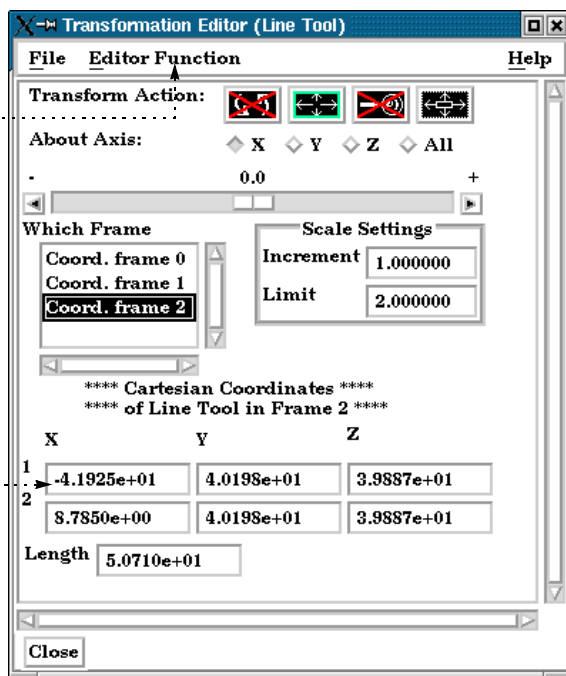 Transformation Editor (Line Tool)
File Editor Function Help
Transform Action:
About Axis: X Y Z All
- 0.0 +
Which Frame
Coord. frame 0
Coord. frame 1
Coord. frame 2
Scale Settings
Increment 1.000000
Limit 2.000000
**** Cartesian Coordinates ****
**** of Line Tool in Frame 2 ****
X Y Z
1 -4.1925e+01 4.0198e+01 3.9887e+01
2 8.7850e+00 4.0198e+01 3.9887e+01
Length 5.0710e+01
Close